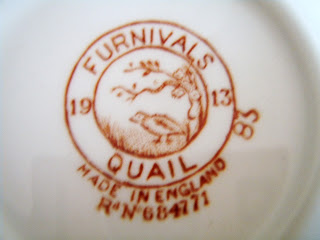 FURNIVALS
19 13
QUAIL
MADE IN ENGLAND
Rᵈ Nº 684771
83